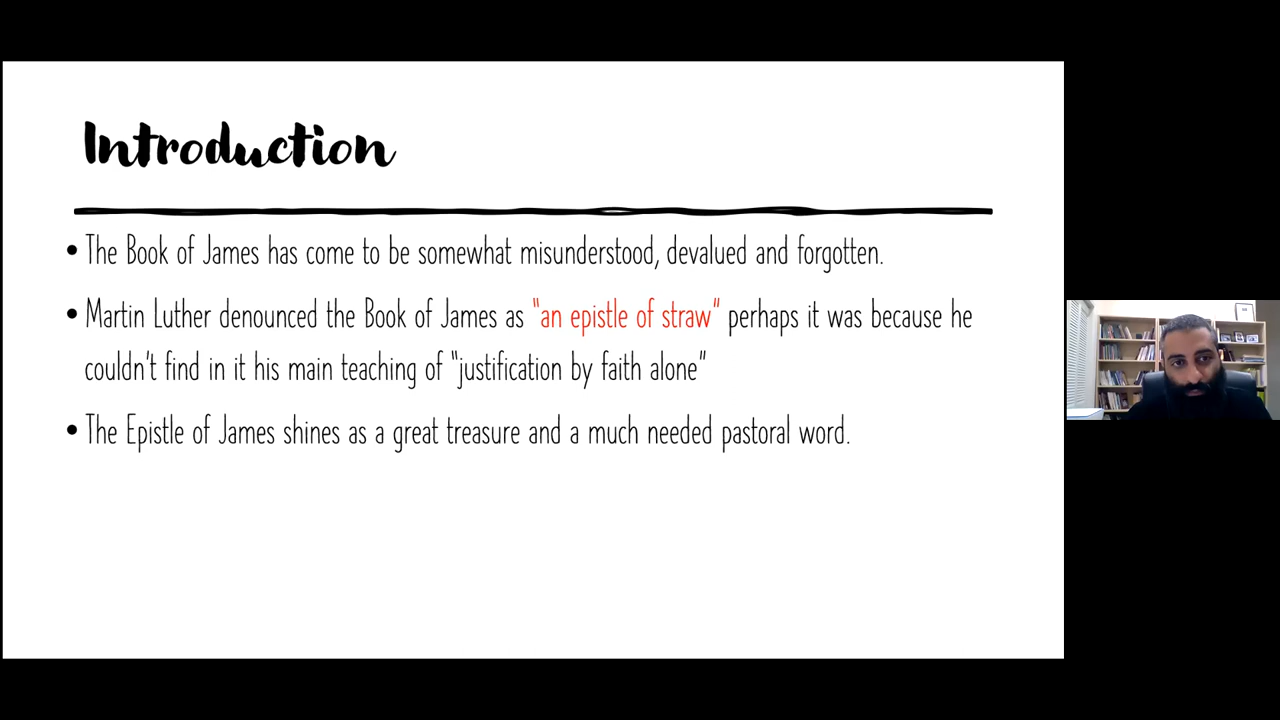 Introduction
• The Book of James has come to be somewhat misunderstood, devalued and forgotten.
• Martin Luther denounced the Book of James as "an epistle of straw" perhaps it was because he
couldn't find in it his main teaching of "justification by faith alone"
• The Epistle of James shines as a great treasure and a much needed pastoral word.